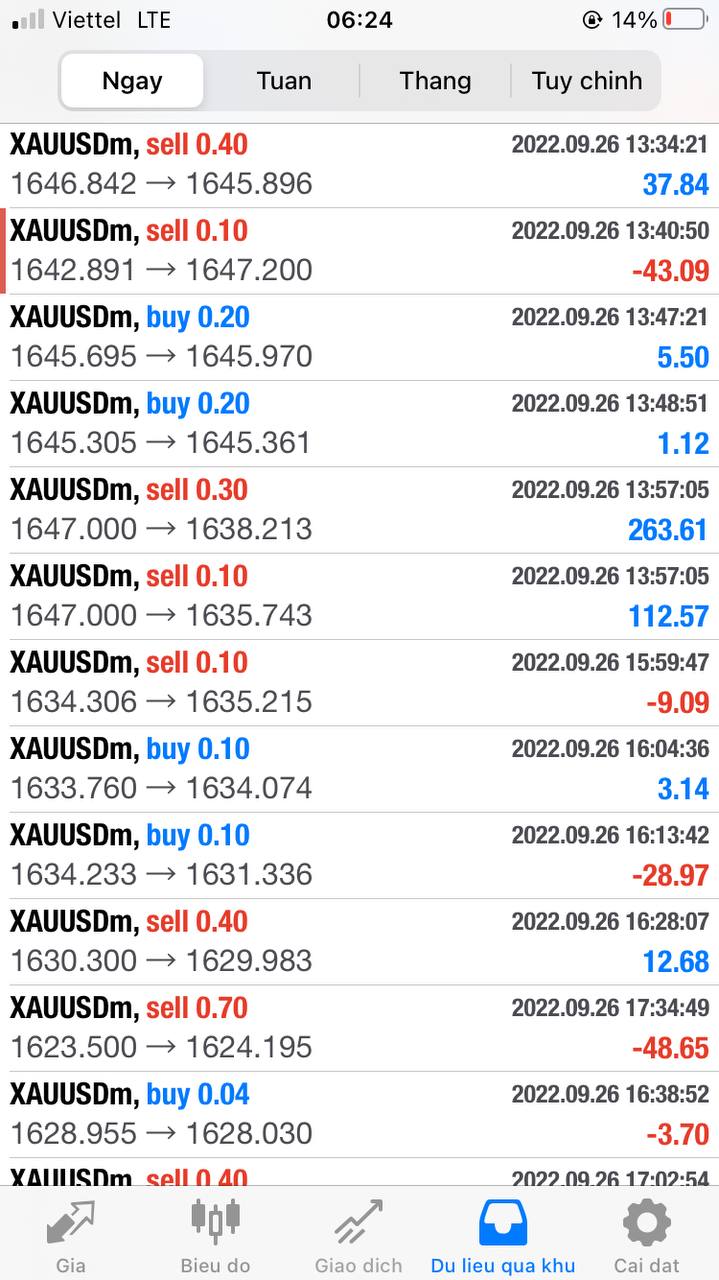 Viettel LTE 06:24 14%
Ngay Tuan Thang Tuy chinh
XAUUSDm, sell 0.40 2022.09.26 13:34:21
1646.842 → 1645.896 37.84
XAUUSDm, sell 0.10 2022.09.26 13:40:50
1642.891 → 1647.200 -43.09
XAUUSDm, buy 0.20 2022.09.26 13:47:21
1645.695 → 1645.970 5.50
XAUUSDm, buy 0.20 2022.09.26 13:48:51
1645.305 → 1645.361 1.12
XAUUSDm, sell 0.30 2022.09.26 13:57:05
1647.000 → 1638.213 263.61
XAUUSDm, sell 0.10 2022.09.26 13:57:05
1647.000 → 1635.743 112.57
XAUUSDm, sell 0.10 2022.09.26 15:59:47
1634.306 → 1635.215 -9.09
XAUUSDm, buy 0.10 2022.09.26 16:04:36
1633.760 → 1634.074 3.14
XAUUSDm, buy 0.10 2022.09.26 16:13:42
1634.233 → 1631.336 -28.97
XAUUSDm, sell 0.40 2022.09.26 16:28:07
1630.300 → 1629.983 12.68
XAUUSDm, sell 0.70 2022.09.26 17:34:49
1623.500 → 1624.195 -48.65
XAUUSDm, buy 0.04 2022.09.26 16:38:52
1628.955 → 1628.030 -3.70
XAUUSDm, sell 0.40 2022.09.26 17:02:54
Gia Bieu do Giao dich Du lieu qua khu Cai dat